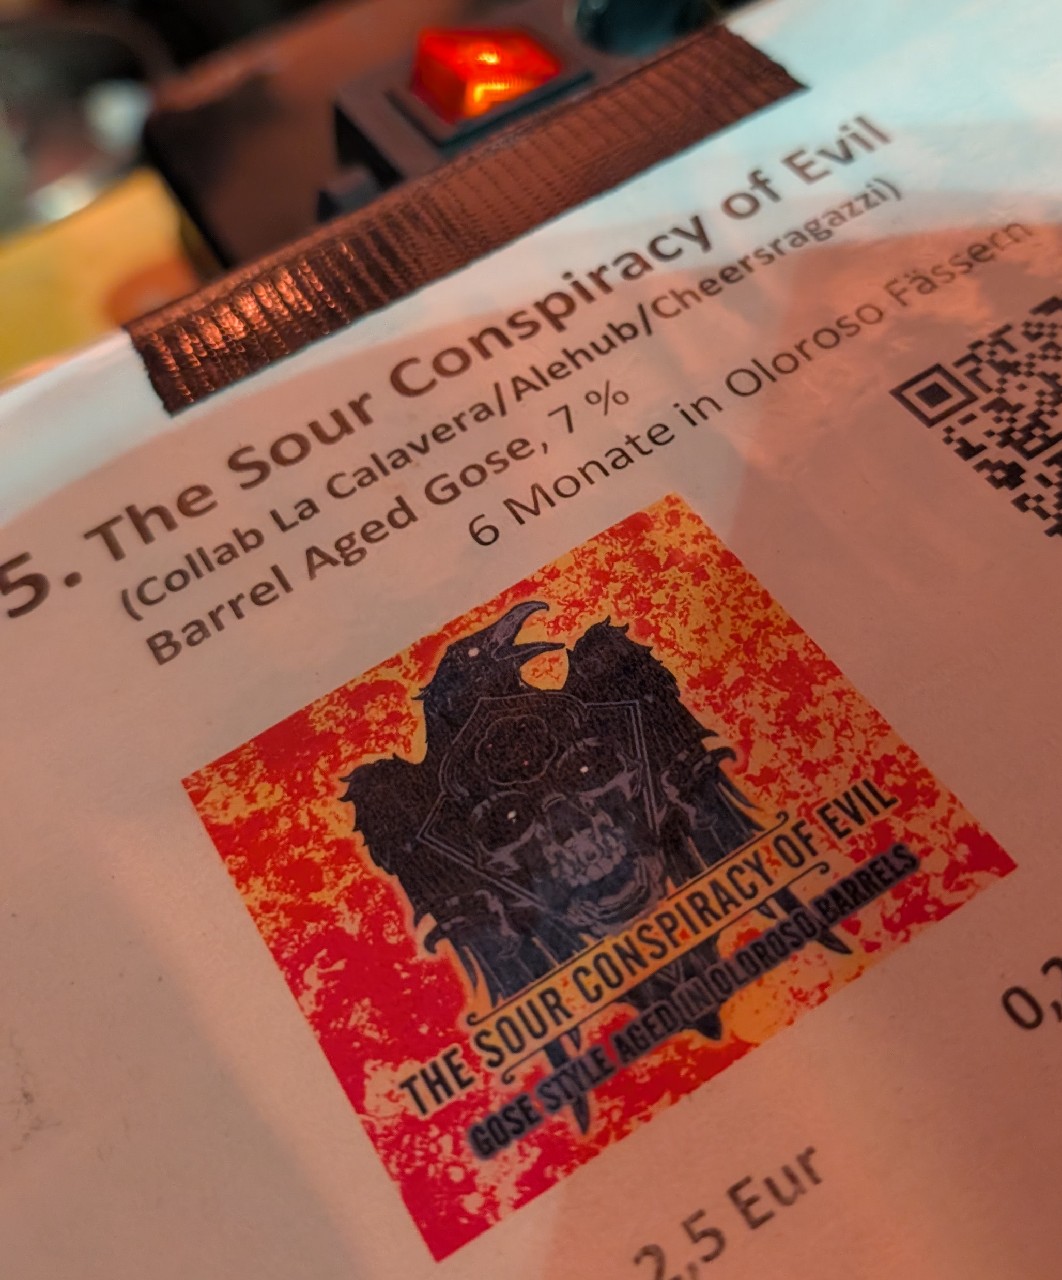 5. The Sour Conspiracy of Evil
(Collab La Calavera/Alehub/Cheersragazzi)
Barrel Aged Gose, 7 %
6 Monate in Oloroso Fässern
THE SOUR CONSPIRACY OF EVIL
GOSE STYLE AGED IN OLOROSO BARRELS
2,5 Eur